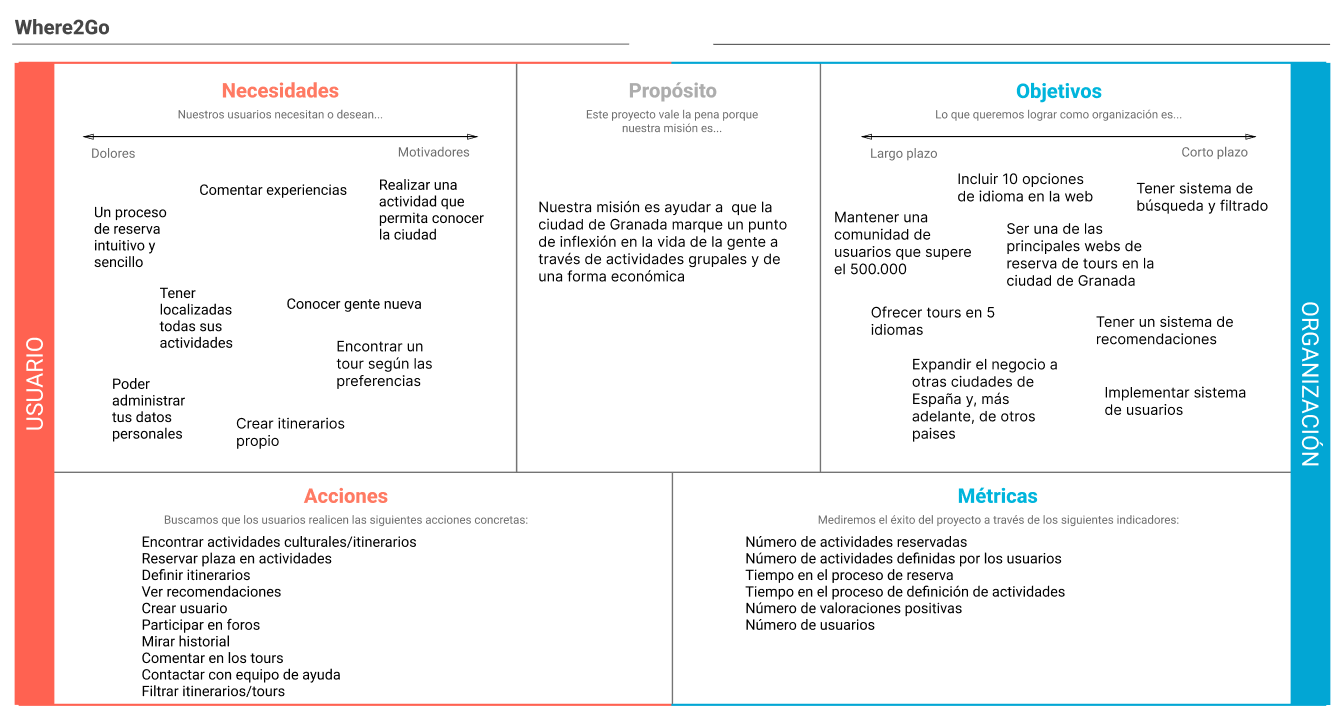 Where2Go
USUARIO
Necesidades
Nuestros usuarios necesitan o desean...
Dolores
Motivadores
Comentar experiencias
Realizar una
actividad que
permita conocer
la ciudad
Un proceso
de reserva
intuitivo y
sencillo
Tener
localizadas
todas sus
actividades
Conocer gente nueva
Encontrar un
tour según las
preferencias
Poder
administrar
tus datos
personales
Crear itinerarios
propio
Propósito
Este proyecto vale la pena porque
nuestra misión es...
Nuestra misión es ayudar a  que la
ciudad de Granada marque un punto
de inflexión en la vida de la gente a
través de actividades grupales y de
una forma económica
Objetivos
Lo que queremos lograr como organización es...
Largo plazo
Corto plazo
Incluir 10 opciones
de idioma en la web
Tener sistema de
búsqueda y filtrado
Mantener una
comunidad de
usuarios que supere
el 500.000
Ser una de las
principales webs de
reserva de tours en la
ciudad de Granada
Ofrecer tours en 5
idiomas
Tener un sistema de
recomendaciones
Expandir el negocio a
otras ciudades de
España y, más
adelante, de otros
paises
Implementar sistema
de usuarios
ORGANIZACIÓN
Acciones
Buscamos que los usuarios realicen las siguientes acciones concretas:
Encontrar actividades culturales/itinerarios
Reservar plaza en actividades
Definir itinerarios
Ver recomendaciones
Crear usuario
Participar en foros
Mirar historial
Comentar en los tours
Contactar con equipo de ayuda
Filtrar itinerarios/tours
Métricas
Mediremos el éxito del proyecto a través de los siguientes indicadores:
Número de actividades reservadas
Número de actividades definidas por los usuarios
Tiempo en el proceso de reserva
Tiempo en el proceso de definición de actividades
Número de valoraciones positivas
Número de usuarios